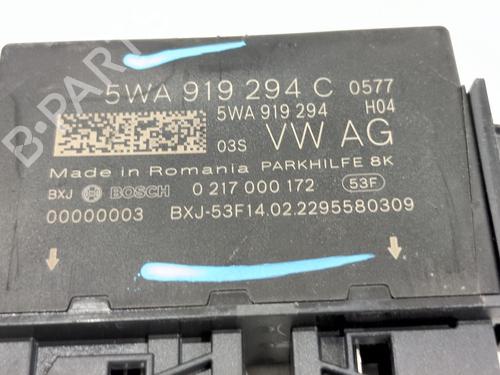 5WA 919 294 C 0577
5WA 919 294 H04
03S VW AG
Made in Romania PARKHILFE 8K
BXJ BOSCH 0 217 000 172 53F
00000003 BXJ-53F14.02.2295580309
B-PARTS